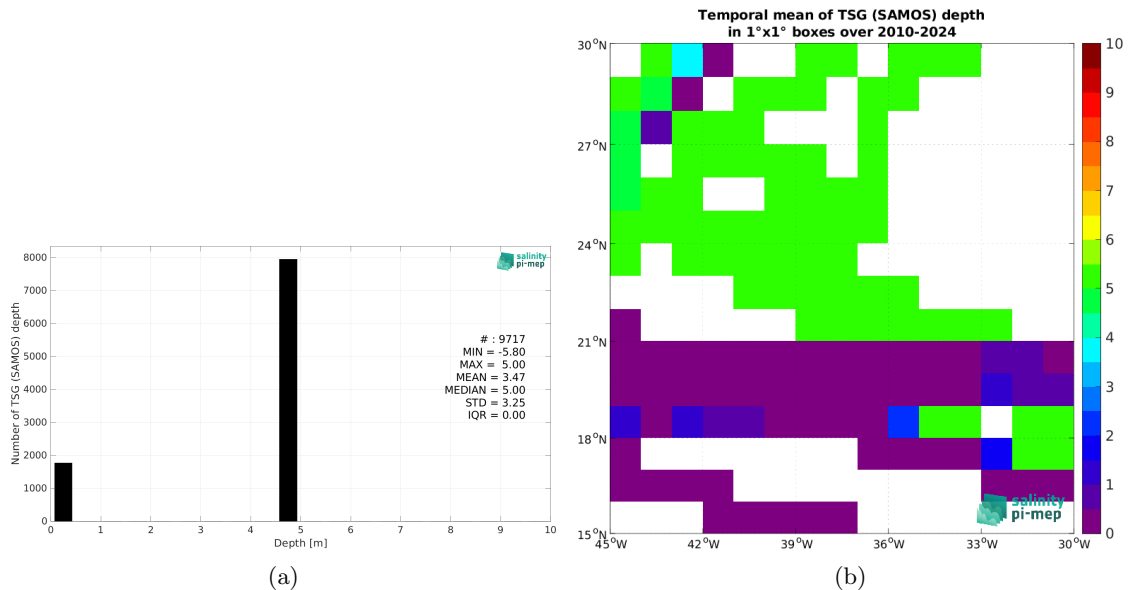 8000
7000
6000
5000
4000
3000
2000
1000
0
Number of TSG (SAMOS) depth
salinity
pi-mep
# : 9717
MIN = -5.80
MAX = 5.00
MEAN = 3.47
MEDIAN = 5.00
STD = 3.25
IQR = 0.00
0 1 2 3 4 5 6 7 8 9 10
Depth [m]
(a)
Temporal mean of TSG (SAMOS) depth
in 1°x1° boxes over 2010-2024
30°N
27°N
24°N
21°N
18°N
15°N
45°W 42°W 39°W 36°W 33°W 30°W
salinity
pi-mep
10
9
8
7
6
5
4
3
2
1
0
(b)